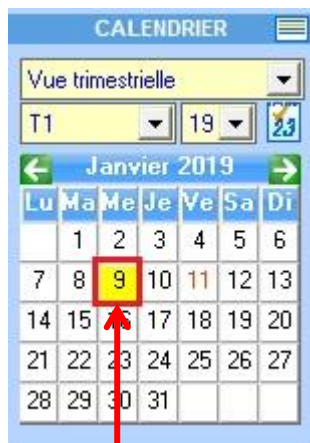 CALENDRIER
Vue trimestrielle
T1 19 23
Janvier 2019
Lu Ma Me Je Ve Sa Di
1 2 3 4 5 6
7 8 9 10 11 12 13
14 15 16 17 18 19 20
21 22 23 24 25 26 27
28 29 30 31